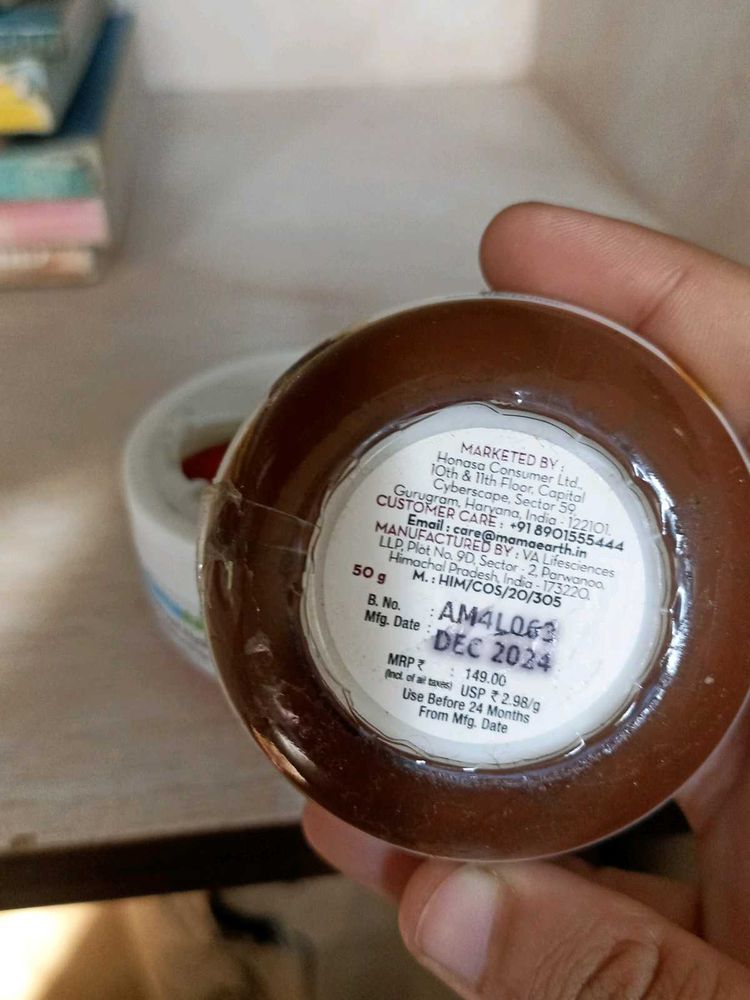 MARKETED BY :
Honasa Consumer Ltd.,
10th & 11th Floor, Capital
Cyberscape, Sector 59,
Gurugram, Haryana, India - 122101.
CUSTOMER CARE : +91 8901555444
Email : care@mamaearth.in
MANUFACTURED BY : VA Lifesciences
LLP, Plot No. 9D, Sector - 2, Parwanoo,
Himachal Pradesh, India - 173220.
50 g M. : HIM/COS/20/305
B. No. : AM4L063
Mfg. Date : DEC 2024
MRP ₹ : 149.00
(Incl. of all taxes) USP ₹ 2.98/g
Use Before 24 Months
From Mfg. Date